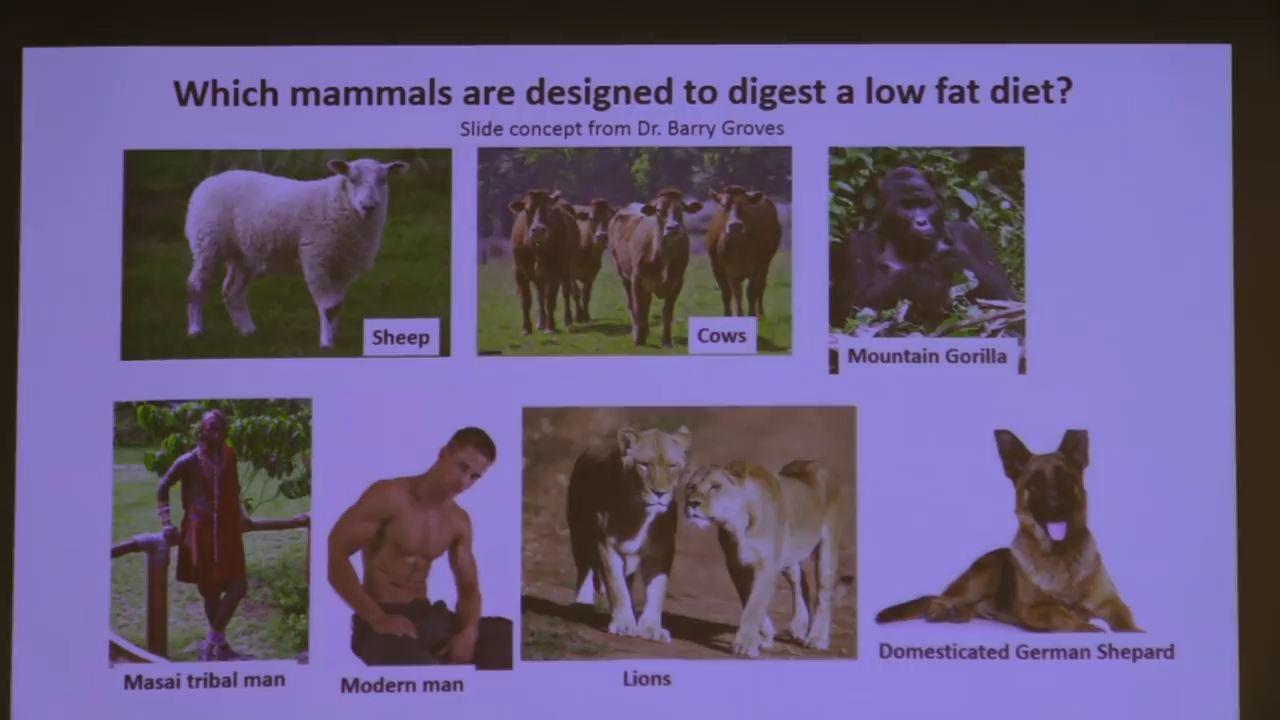 Which mammals are designed to digest a low fat diet?
Slide concept from Dr. Barry Groves
Sheep
Cows
Mountain Gorilla
Masai tribal man
Modern man
Lions
Domesticated German Shepard